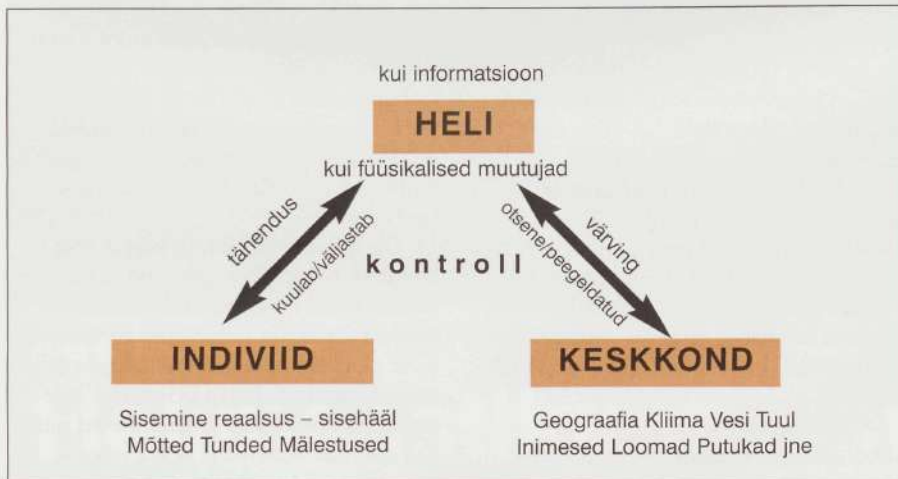 kui informatsioon
HELI
kui füüsikalised muutujad
tähendus
kuulab/väljastab
kontroll
otsene/peegeldatud
värving
INDIVIID
KESKKOND
Sisemine reaalsus – sisehääl
Mõtted Tunded Mälestused
Geograafia Kliima Vesi Tuul
Inimesed Loomad Putukad jne